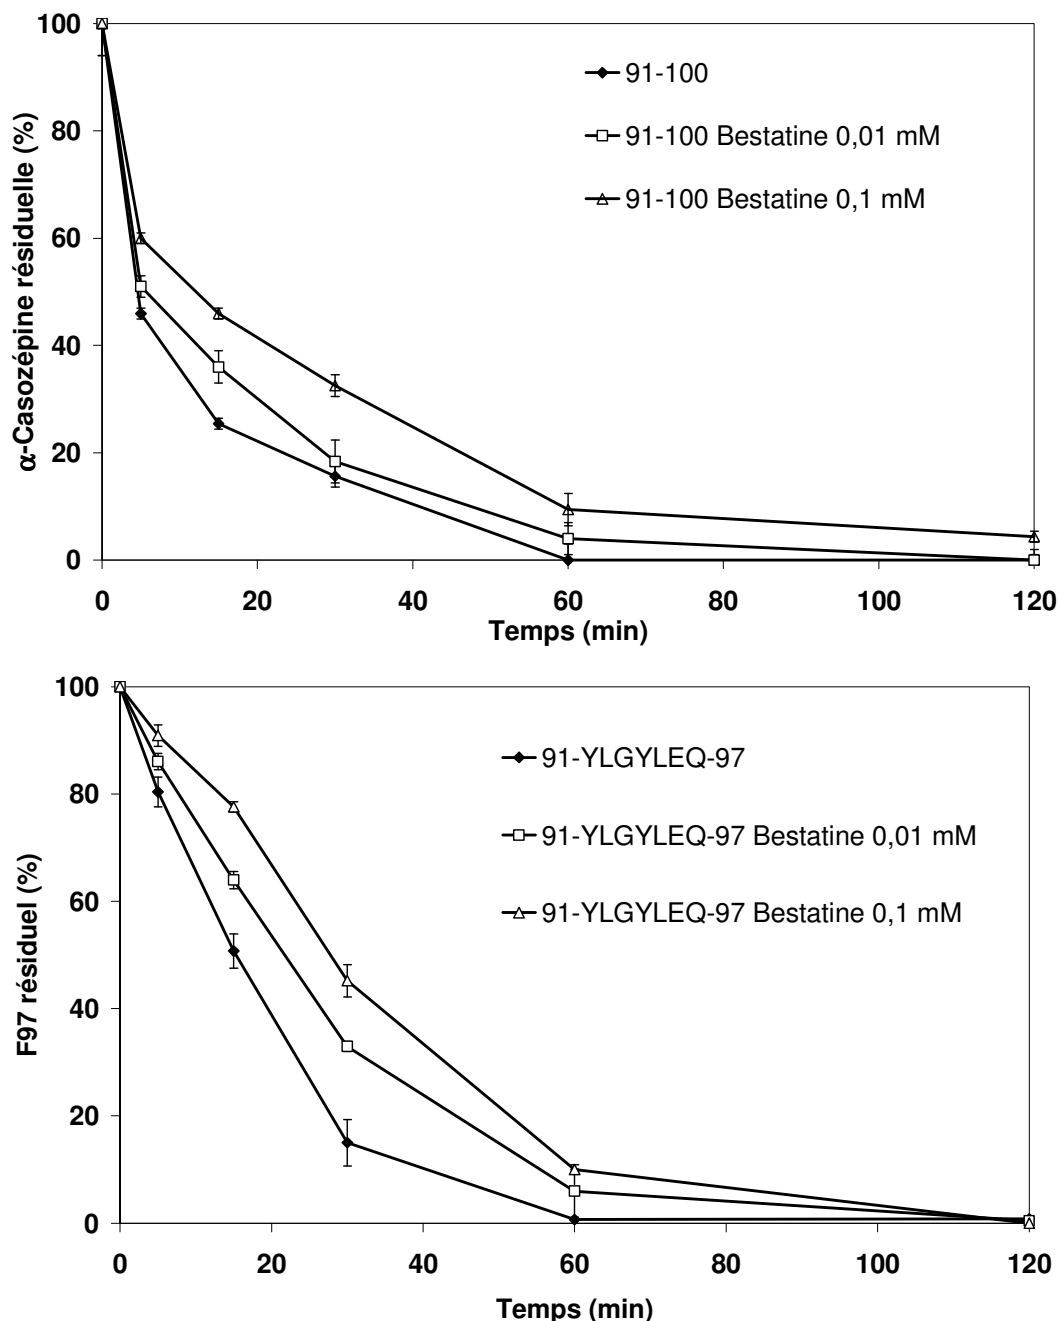 100
80
60
40
20
0
α-Casozépine résiduelle (%)
91-100
91-100 Bestatine 0,01 mM
91-100 Bestatine 0,1 mM
0 20 40 60 80 100 120
Temps (min)
100
80
60
40
20
0
F97 résiduel (%)
91-YLGYLEQ-97
91-YLGYLEQ-97 Bestatine 0,01 mM
91-YLGYLEQ-97 Bestatine 0,1 mM
0 20 40 60 80 100 120
Temps (min)